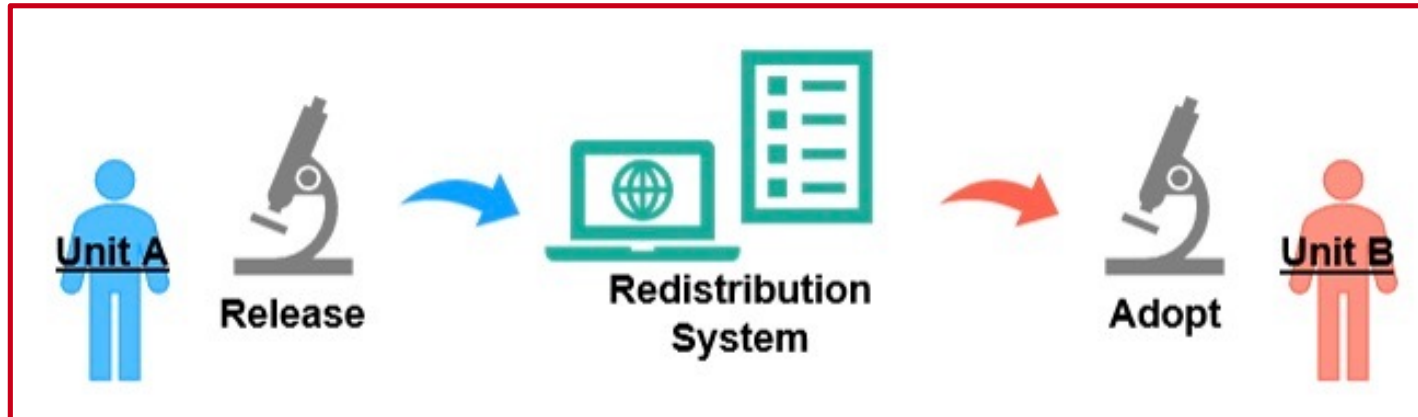 Unit A
Release
Redistribution
System
Adopt
Unit B